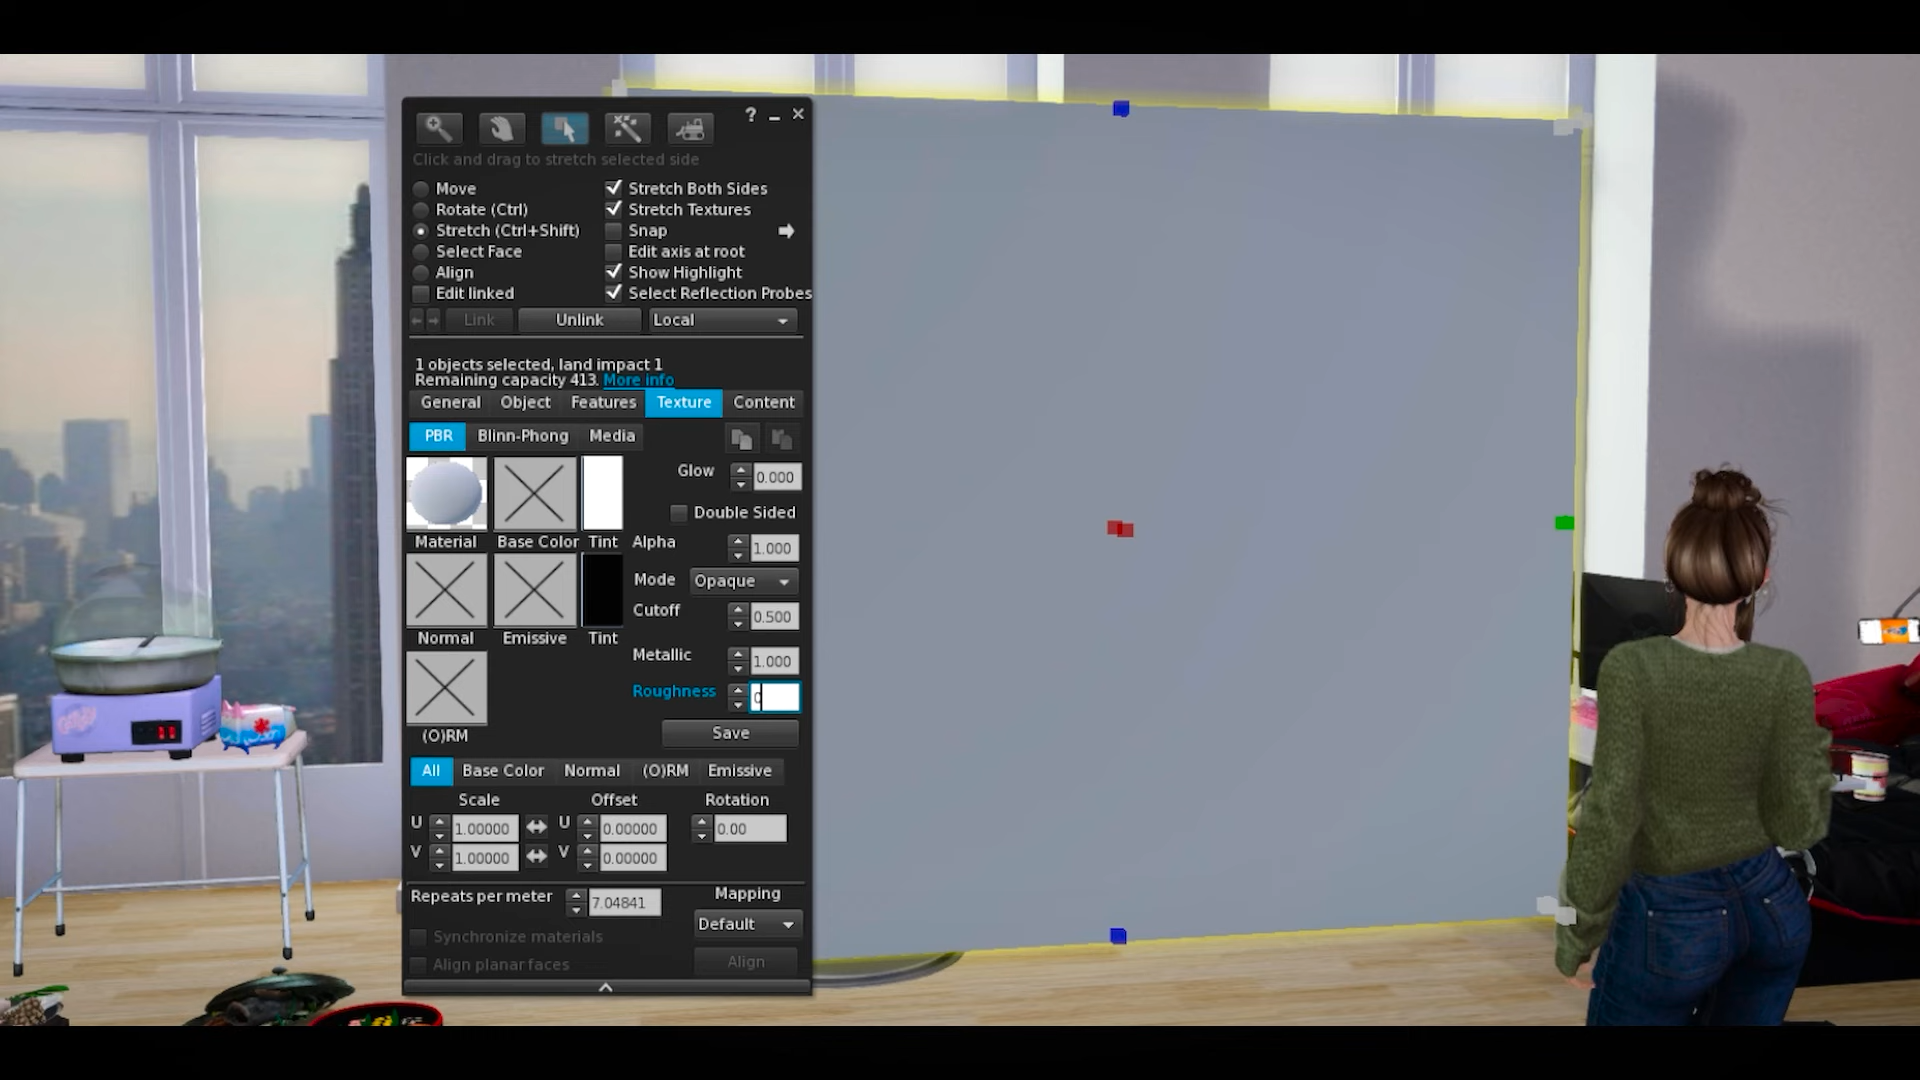 ?
Click and drag to stretch selected side
Move
Stretch Both Sides
Rotate (Ctrl)
Stretch Textures
Stretch (Ctrl+Shift)
Snap
Select Face
Edit axis at root
Align
Show Highlight
Edit linked
Select Reflection Probes
Link
Unlink
Local
1 objects selected, land impact 1
Remaining capacity 413. More info
General
Object
Features
Texture
Content
PBR
Blinn-Phong
Media
Glow
0.000
Double Sided
Material
Base Color
Tint
Alpha
1.000
Mode
Opaque
Cutoff
0.500
Normal
Emissive
Tint
Metallic
1.000
Roughness
0
Save
(O)RM
All
Base Color
Normal
(O)RM
Emissive
Scale
Offset
Rotation
U
1.00000
U
0.00000
0.00
V
1.00000
V
0.00000
Repeats per meter
7.04841
Mapping
Default
Synchronize materials
Align planar faces
Align